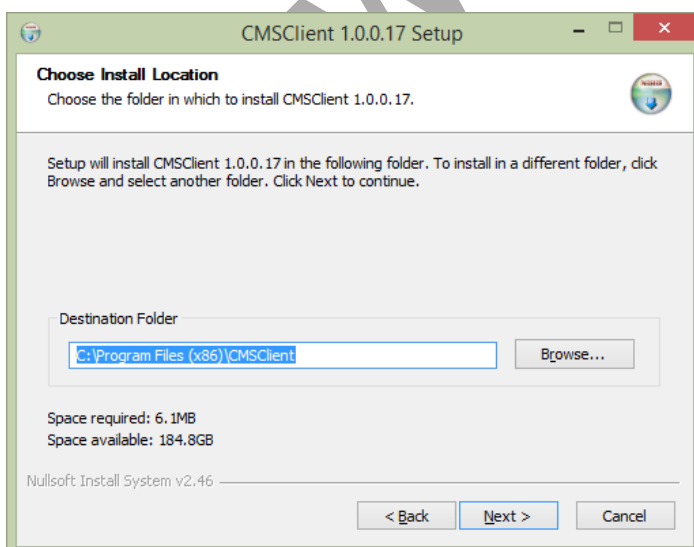 CMSClient 1.0.0.17 Setup
Choose Install Location
Choose the folder in which to install CMSClient 1.0.0.17.
Setup will install CMSClient 1.0.0.17 in the following folder. To install in a different folder, click
Browse and select another folder. Click Next to continue.
Destination Folder
C:\Program Files (x86)\CMSClient
Browse...
Space required: 6.1MB
Space available: 184.8GB
Nullsoft Install System v2.46
< Back
Next >
Cancel